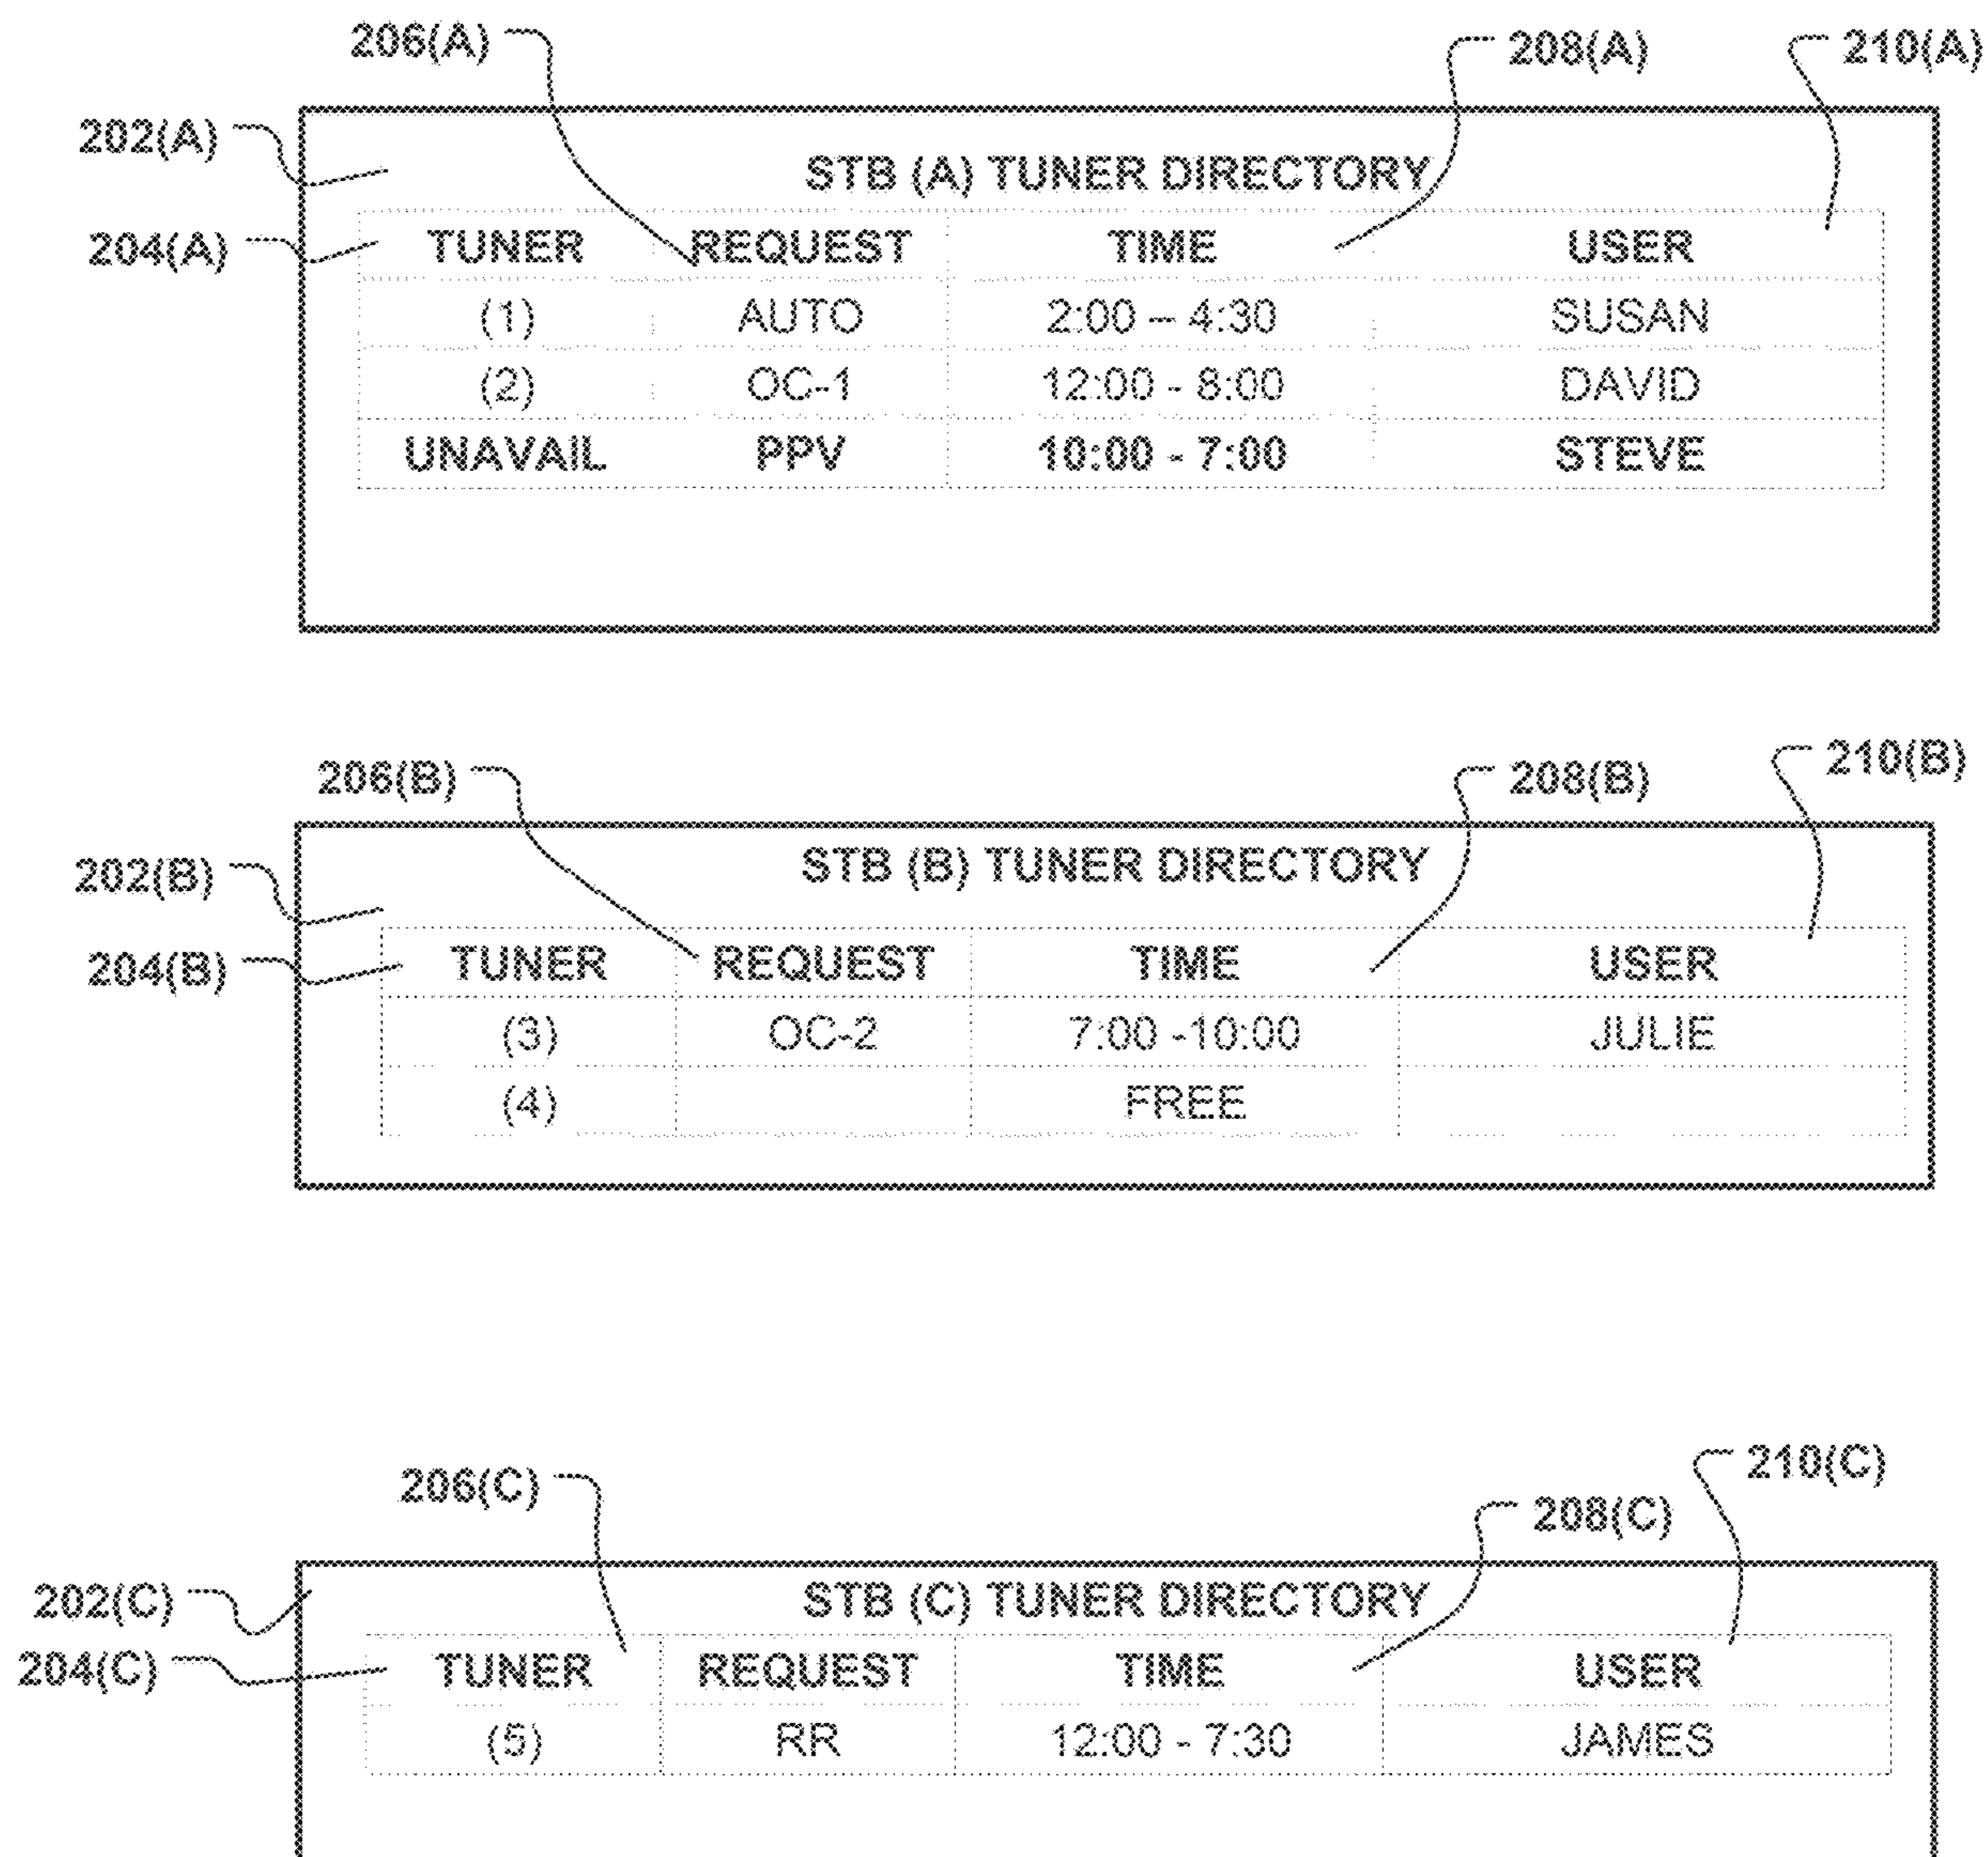 206(A) 208(A) 210(A)
202(A)
STB (A) TUNER DIRECTORY
204(A) TUNER REQUEST TIME USER
(1) AUTO 2:00 – 4:30 SUSAN
(2) OC-1 12:00 - 8:00 DAVID
UNAVAIL PPV 10:00 - 7:00 STEVE
206(B) 208(B) 210(B)
STB (B) TUNER DIRECTORY
202(B)
204(B) TUNER REQUEST TIME USER
(3) OC-2 7:00 -10:00 JULIE
(4) FREE
206(C) 208(C) 210(C)
202(C) STB (C) TUNER DIRECTORY
204(C) TUNER REQUEST TIME USER
(5) RR 12:00 - 7:30 JAMES